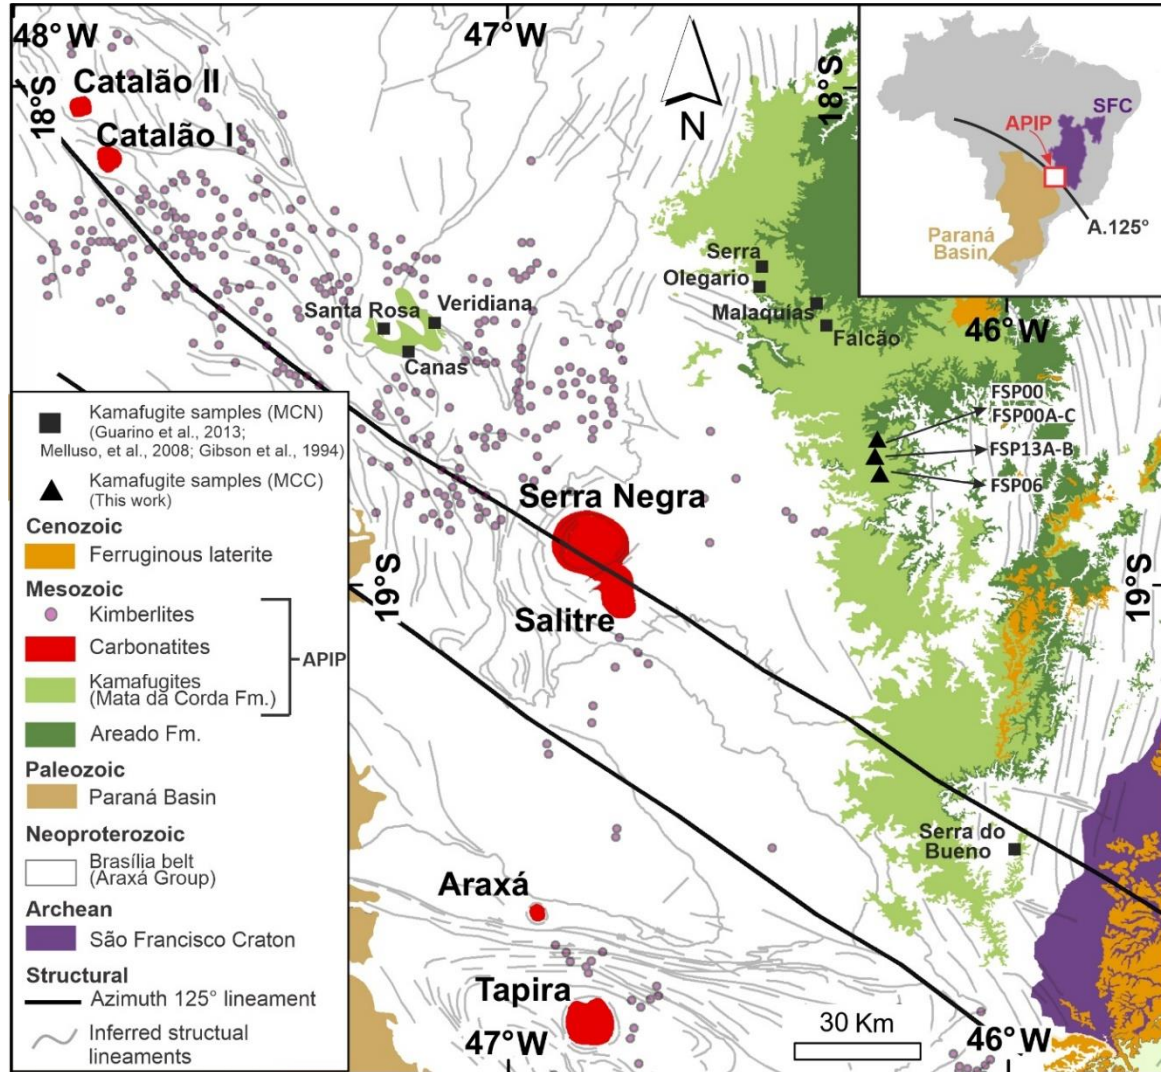 48° W
47° W
Catalão II
18°S
Catalão I
N
18°S
SFC
APIP
A.125°
Paraná
Basin
Serra
Olegario
Malaquias
Falcão
46° W
Santa Rosa
Veridiana
Canas
FSP00
FSP00A-C
FSP13A-B
FSP06
Serra Negra
Salitre
19°S
19°S
Serra do
Bueno
Araxá
Tapira
47° W
30 Km
46° W
Kamafugite samples (MCN)
(Guarino et al., 2013;
Melluso, et al., 2008; Gibson et al., 1994)
Kamafugite samples (MCC)
(This work)
Cenozoic
Ferruginous laterite
Mesozoic
Kimberlites
Carbonatites
APIP
Kamafugites
(Mata da Corda Fm.)
Areado Fm.
Paleozoic
Paraná Basin
Neoproterozoic
Brasília belt
(Araxá Group)
Archean
São Francisco Craton
Structural
Azimuth 125° lineament
Inferred structual
lineaments